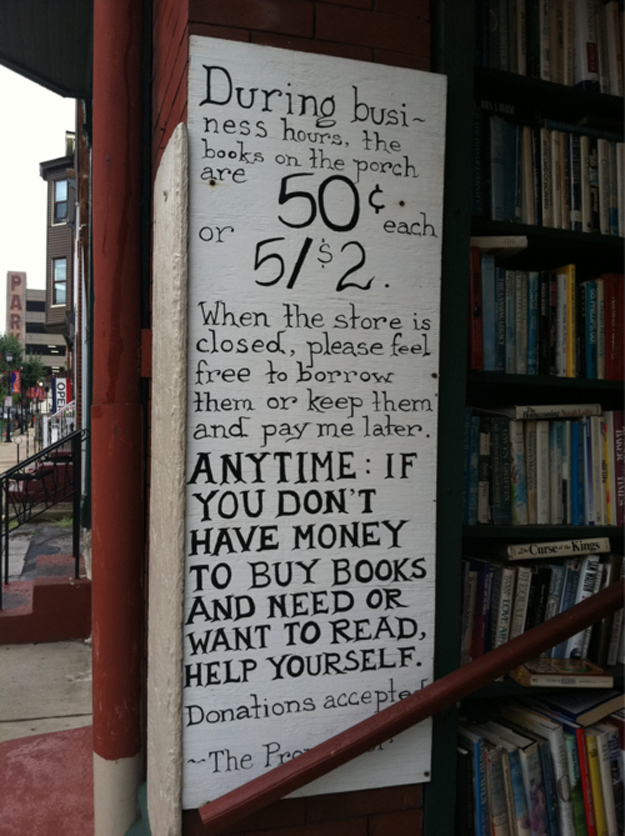 During busi~
ness hours, the
books on the porch
are 50¢ each
or 5/$2.
When the store is
closed, please feel
free to borrow
them or keep them
and pay me later.
ANYTIME: IF
YOU DON'T
HAVE MONEY
TO BUY BOOKS
AND NEED OR
WANT TO READ,
HELP YOURSELF.
Donations accepted
~The
PARK
OPEN
Curse of the Kings